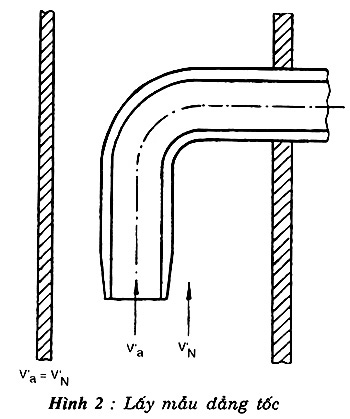 V'a V'N
V'a = V'N
Hình 2 : Lấy mẫu đẳng tốc